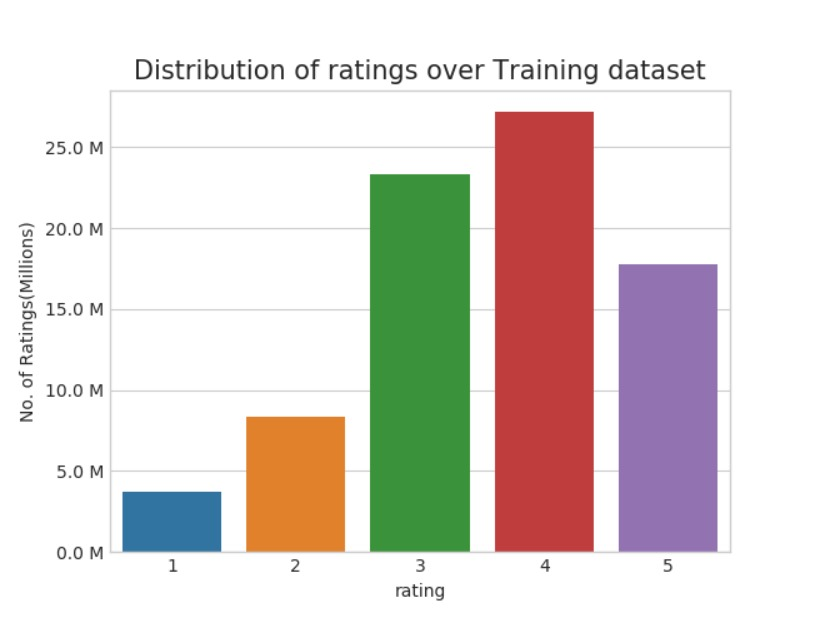 Distribution of ratings over Training dataset
No. of Ratings(Millions)
25.0 M
20.0 M
15.0 M
10.0 M
5.0 M
0.0 M
1 2 3 4 5
rating